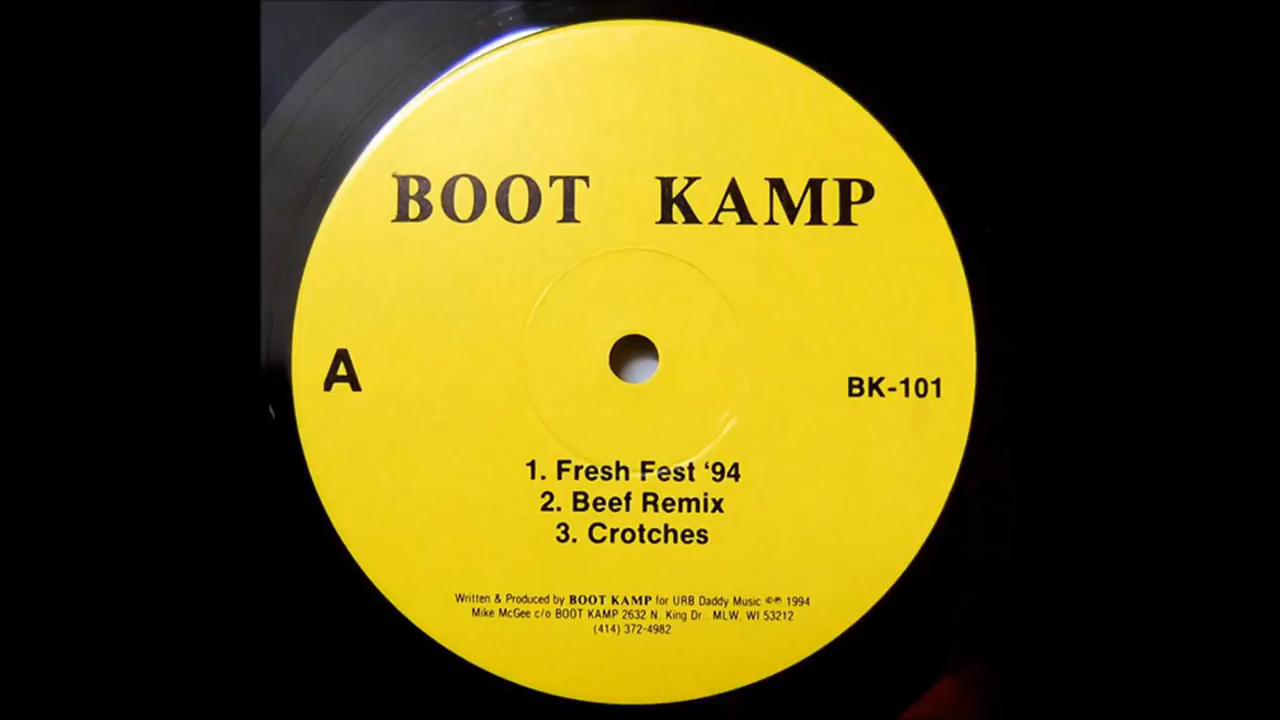 BOOT KAMP
A
BK-101
1. Fresh Fest ‘94
2. Beef Remix
3. Crotches
Written & Produced by BOOT KAMP for URB Daddy Music ©℗ 1994
Mike McGee c/o BOOT KAMP 2632 N. King Dr. MLW. WI 53212
(414) 372-4982